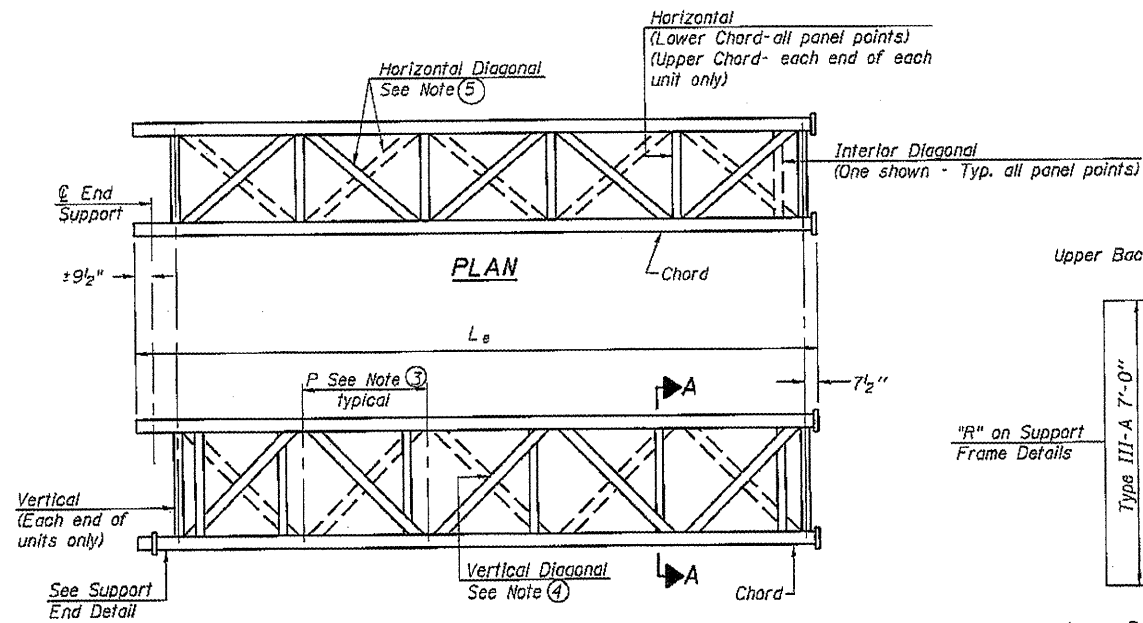 Horizontal
(Lower Chord-all panel points)
(Upper Chord- each end of each
unit only)
Horizontal Diagonal
See Note 5
Interior Diagonal
(One shown - Typ. all panel points)
℄ End
Support
±9½"
PLAN
Chord
Upper Bac
Le
P See Note 3
typical
A
7½"
"R" on Support
Frame Details
Type III-A 7'-0"
Vertical
(Each end of
units only)
Vertical Diagonal
See Note 4
A
Chord
See Support
End Detail